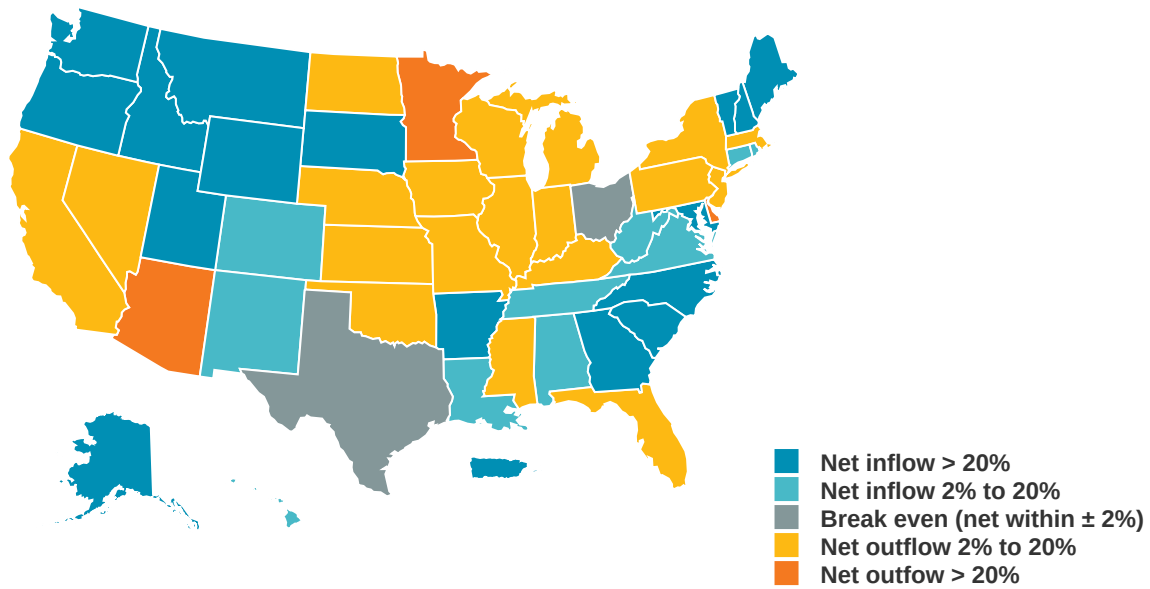 Net inflow > 20%
Net inflow 2% to 20%
Break even (net within ± 2%)
Net outflow 2% to 20%
Net outfow > 20%